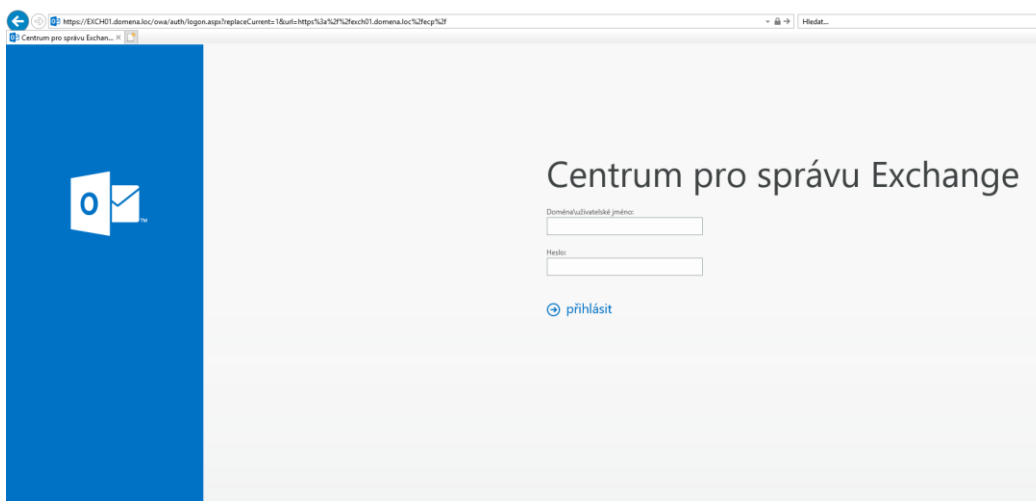 https://EXCH01.domena.loc/owa/auth/logon.aspx?replaceCurrent=1&url=https%3a%2f%2fexch01.domena.loc%2fecp%2f
Hledat...
Centrum pro správu Exchan...
Centrum pro správu Exchange
Doména\uživatelské jméno:
Heslo:
přihlásit
O
TM